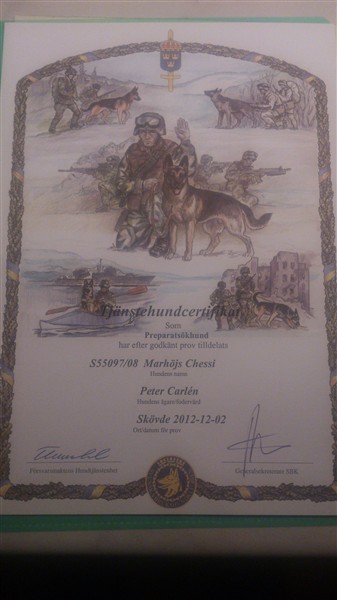 Tjänstehundcertifikat
Som
Preparatsökhund
har efter godkänt prov tilldelats
S55097/08 Marhöjs Chessi
Hundens namn
Peter Carlén
Hundens ägare/fodervärd
Skövde 2012-12-02
Ort/datum för prov